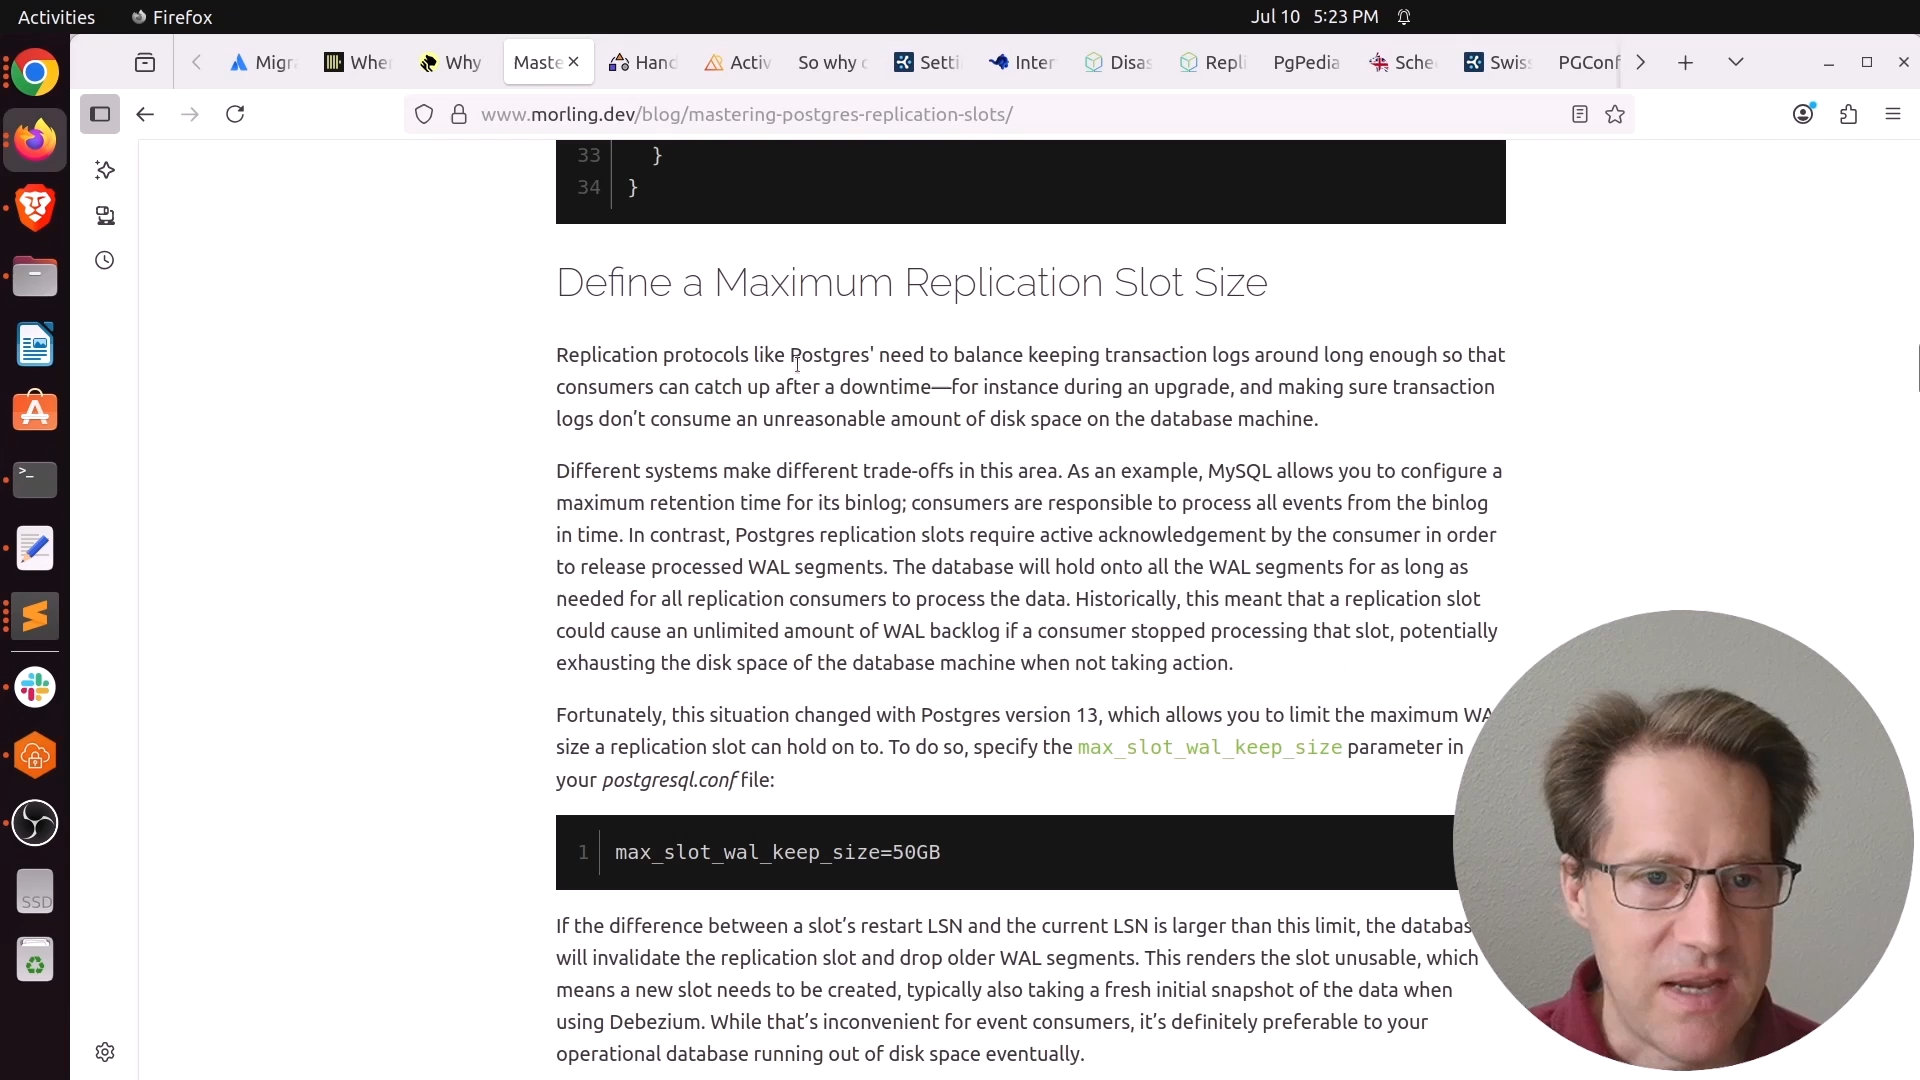 Activities
Firefox
Jul 10 5:23 PM
Migr
Wher
Why
Maste
Hand
Activ
So why
Setti
Inter
Disas
Repli
PgPedia
Sche
Swiss
PGConf
www.morling.dev/blog/mastering-postgres-replication-slots/
33 }
34 }
Define a Maximum Replication Slot Size
Replication protocols like Postgres' need to balance keeping transaction logs around long enough so that
consumers can catch up after a downtime—for instance during an upgrade, and making sure transaction
logs don’t consume an unreasonable amount of disk space on the database machine.
Different systems make different trade-offs in this area. As an example, MySQL allows you to configure a
maximum retention time for its binlog; consumers are responsible to process all events from the binlog
in time. In contrast, Postgres replication slots require active acknowledgement by the consumer in order
to release processed WAL segments. The database will hold onto all the WAL segments for as long as
needed for all replication consumers to process the data. Historically, this meant that a replication slot
could cause an unlimited amount of WAL backlog if a consumer stopped processing that slot, potentially
exhausting the disk space of the database machine when not taking action.
Fortunately, this situation changed with Postgres version 13, which allows you to limit the maximum WA
size a replication slot can hold on to. To do so, specify the max_slot_wal_keep_size parameter in
your postgresql.conf file:
1 max_slot_wal_keep_size=50GB
If the difference between a slot’s restart LSN and the current LSN is larger than this limit, the databas
will invalidate the replication slot and drop older WAL segments. This renders the slot unusable, which
means a new slot needs to be created, typically also taking a fresh initial snapshot of the data when
using Debezium. While that’s inconvenient for event consumers, it’s definitely preferable to your
operational database running out of disk space eventually.
SSD